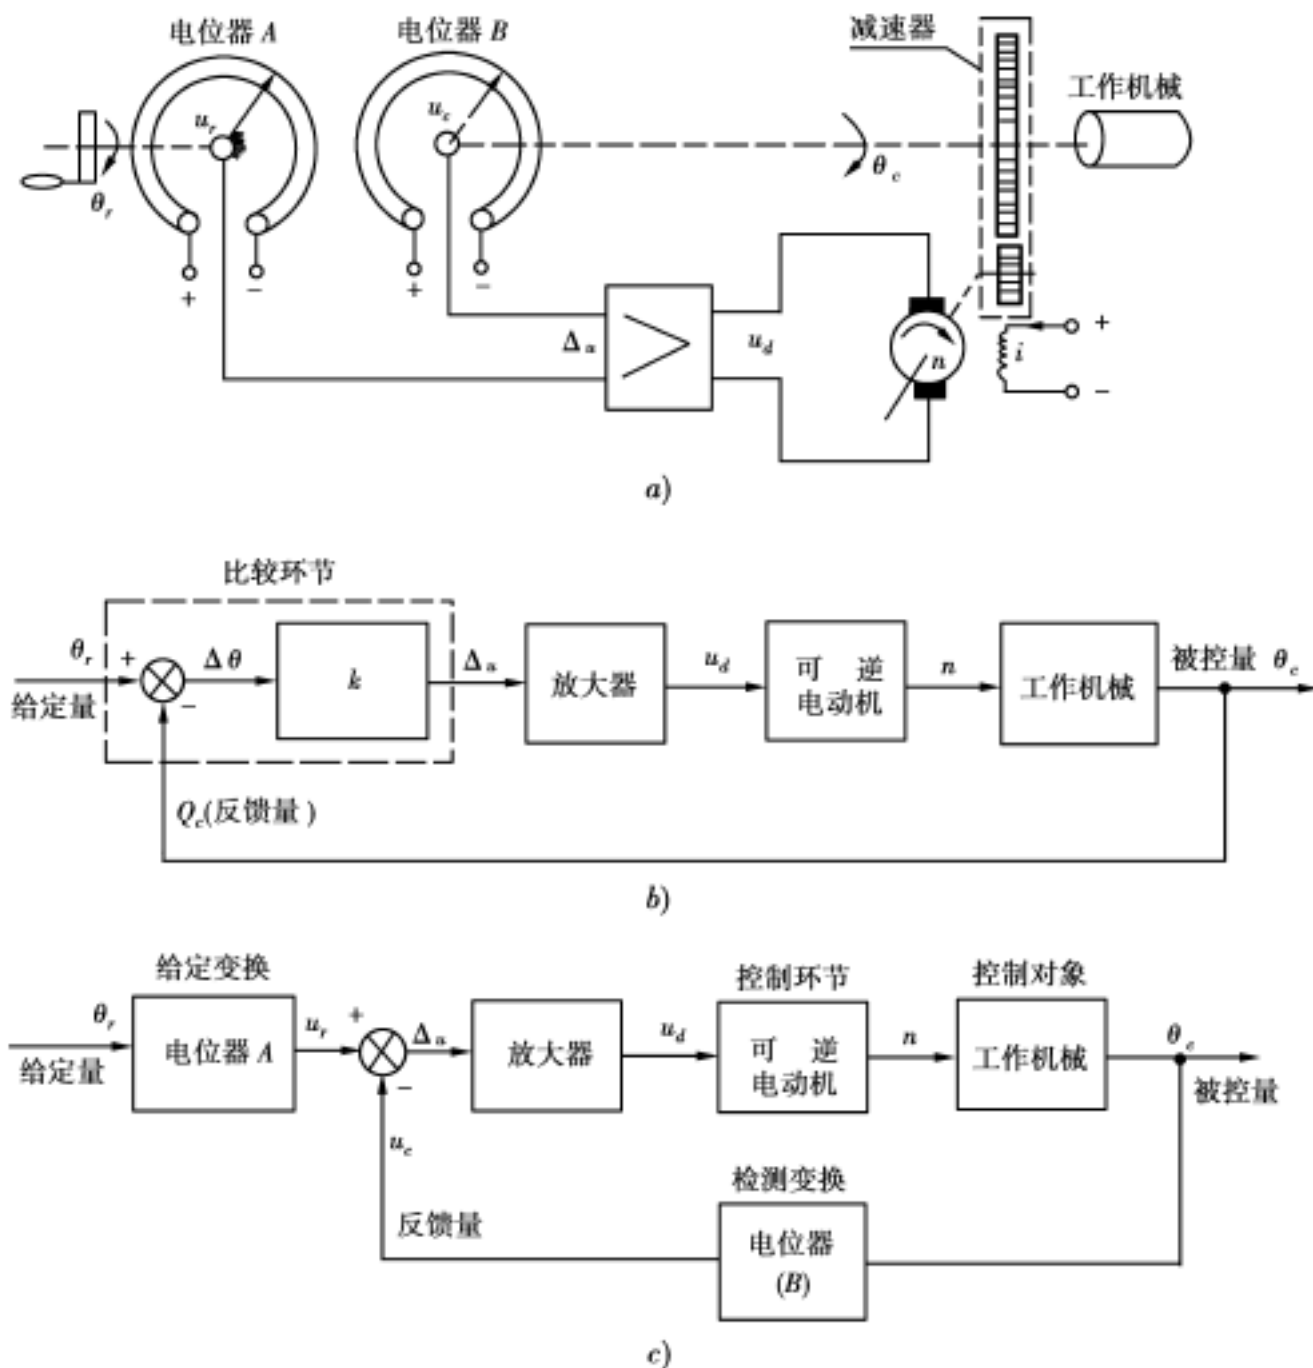 电位器 A
电位器 B
减速器
工作机械
u_r
u_c
θ_r
θ_c
+
−
+
−
Δ_u
u_d
n
i
+
−
a)
比较环节
θ_r
+
Δθ
k
Δ_u
放大器
u_d
可 逆
电动机
n
工作机械
被控量 θ_c
给定量
−
Q_c(反馈量)
b)
给定变换
控制环节
控制对象
θ_r
给定量
电位器 A
u_r
+
−
Δ_u
放大器
u_d
可 逆
电动机
n
工作机械
θ_c
被控量
u_c
反馈量
检测变换
电位器
(B)
c)